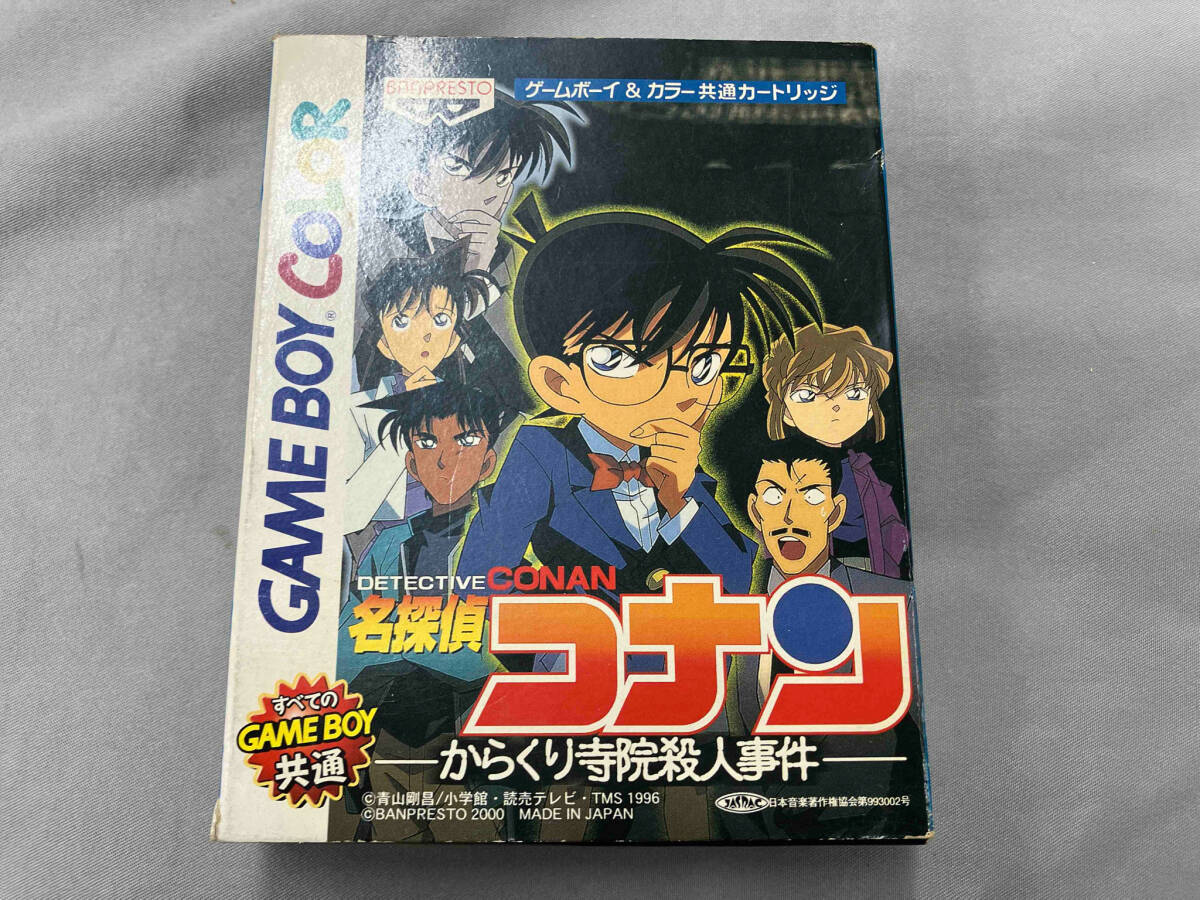 BANPRESTO
ゲームボーイ & カラー共通カートリッジ
GAME BOY COLOR
®
DETECTIVE CONAN
名探偵
コナン
からくり寺院殺人事件
すべての
GAME BOY
共通
©青山剛昌/小学館・読売テレビ・TMS 1996
©BANPRESTO 2000 MADE IN JAPAN
JASRAC
日本音楽著作権協会第993002号